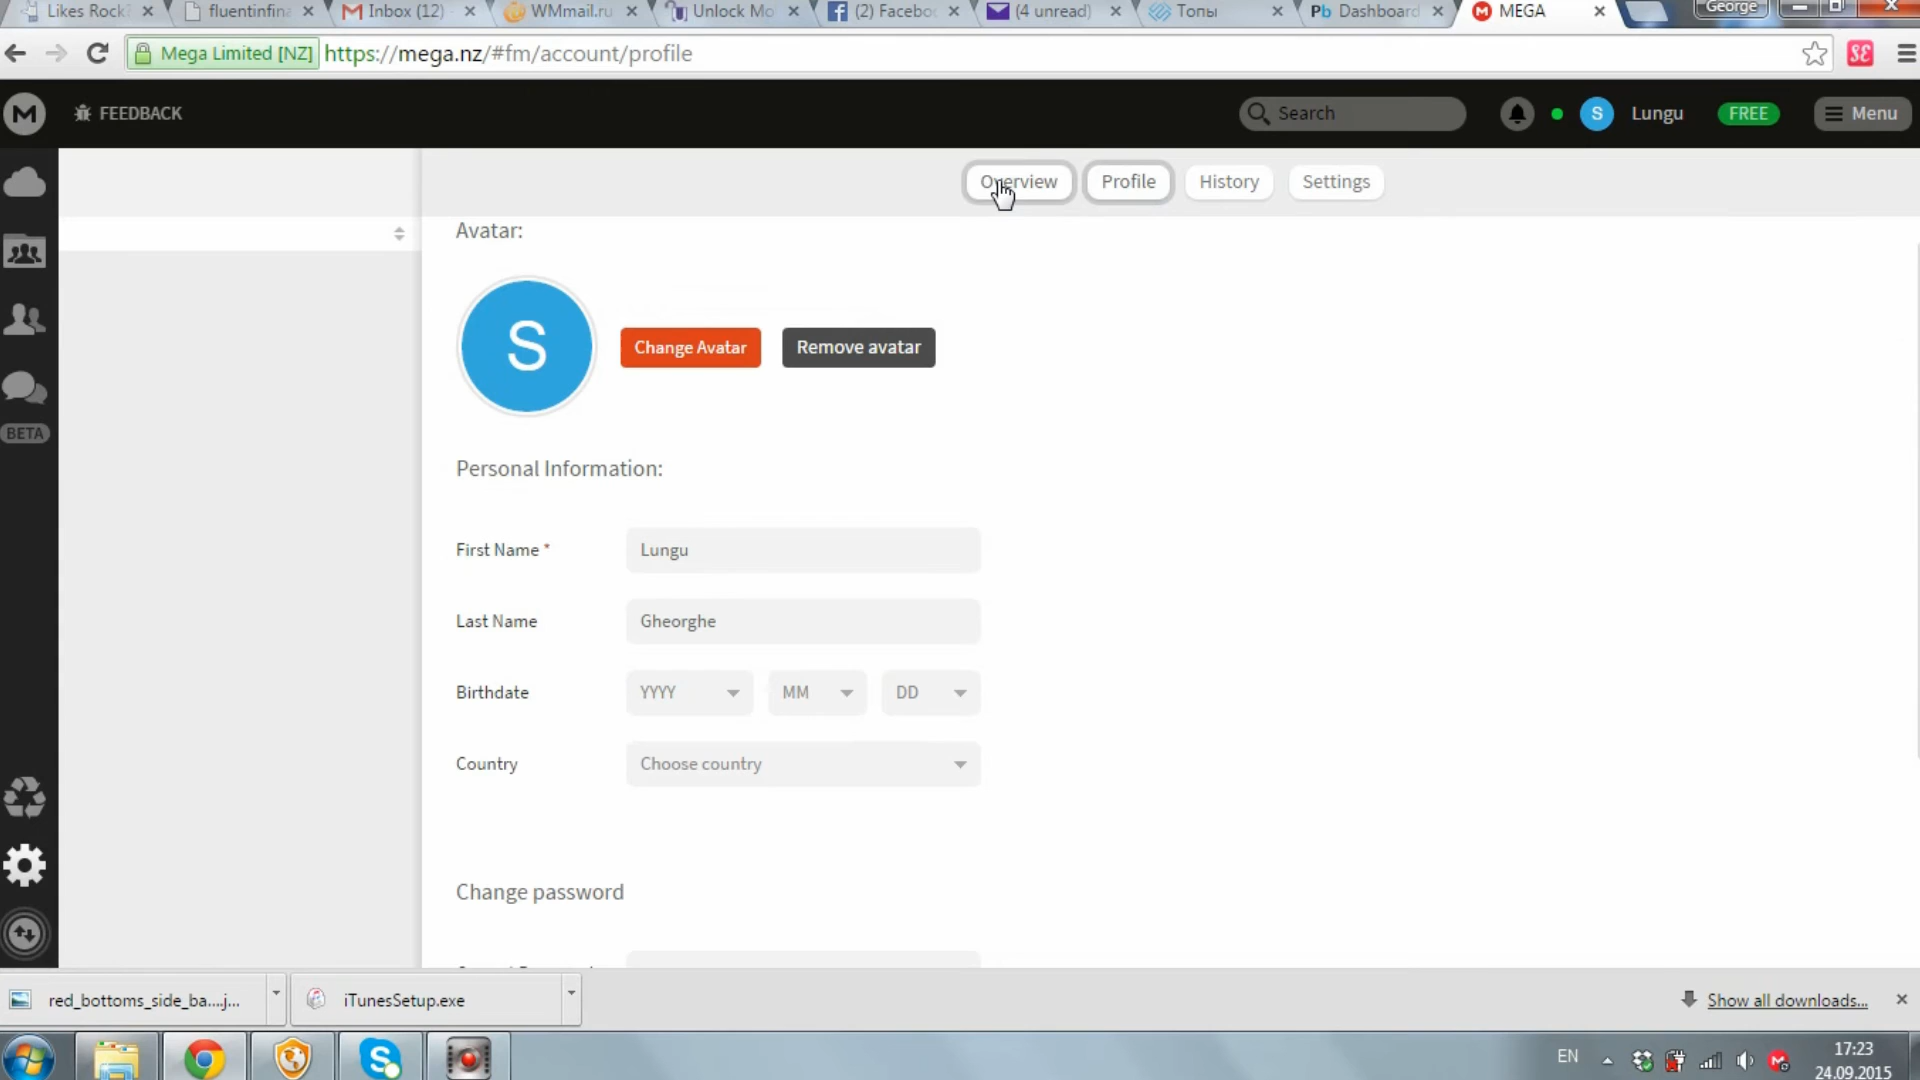 Likes Rock
fluentinfin
Inbox (12)
WMmail.ru
Unlock Mo
(2) Facebo
(4 unread)
Топы
Pb Dashboard
MEGA
George
Mega Limited [NZ]
https://mega.nz/#fm/account/profile
M FEEDBACK
Search
S Lungu
FREE
Menu
Overview
Profile
History
Settings
Avatar:
S
Change Avatar
Remove avatar
BETA
Personal Information:
First Name *
Lungu
Last Name
Gheorghe
Birthdate
YYYY
MM
DD
Country
Choose country
Change password
red_bottoms_side_ba....j...
iTunesSetup.exe
Show all downloads...
EN
17:23
24.09.2015